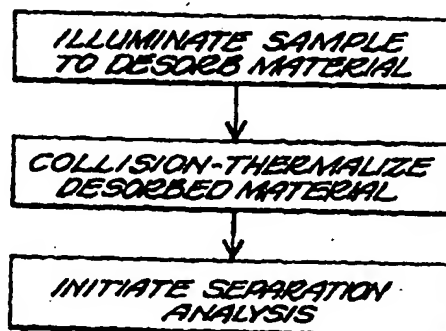 ILLUMINATE SAMPLE
TO DESORB MATERIAL
COLLISION-THERMALIZE
DESORBED MATERIAL
INITIATE SEPARATION
ANALYSIS